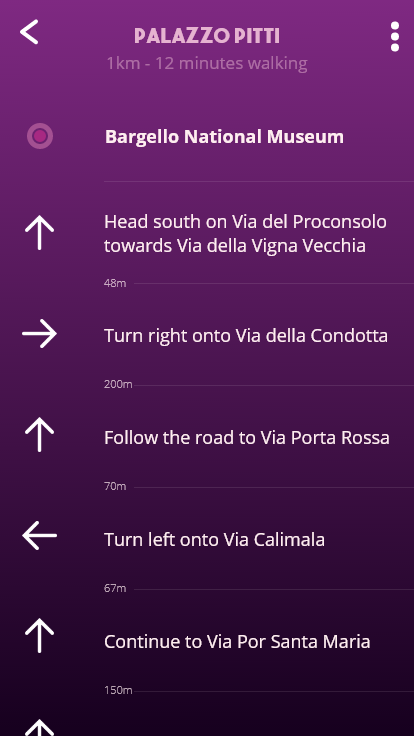 PALAZZO PITTI
1km - 12 minutes walking
Bargello National Museum
Head south on Via del Proconsolo
towards Via della Vigna Vecchia
48m
Turn right onto Via della Condotta
200m
Follow the road to Via Porta Rossa
70m
Turn left onto Via Calimala
67m
Continue to Via Por Santa Maria
150m